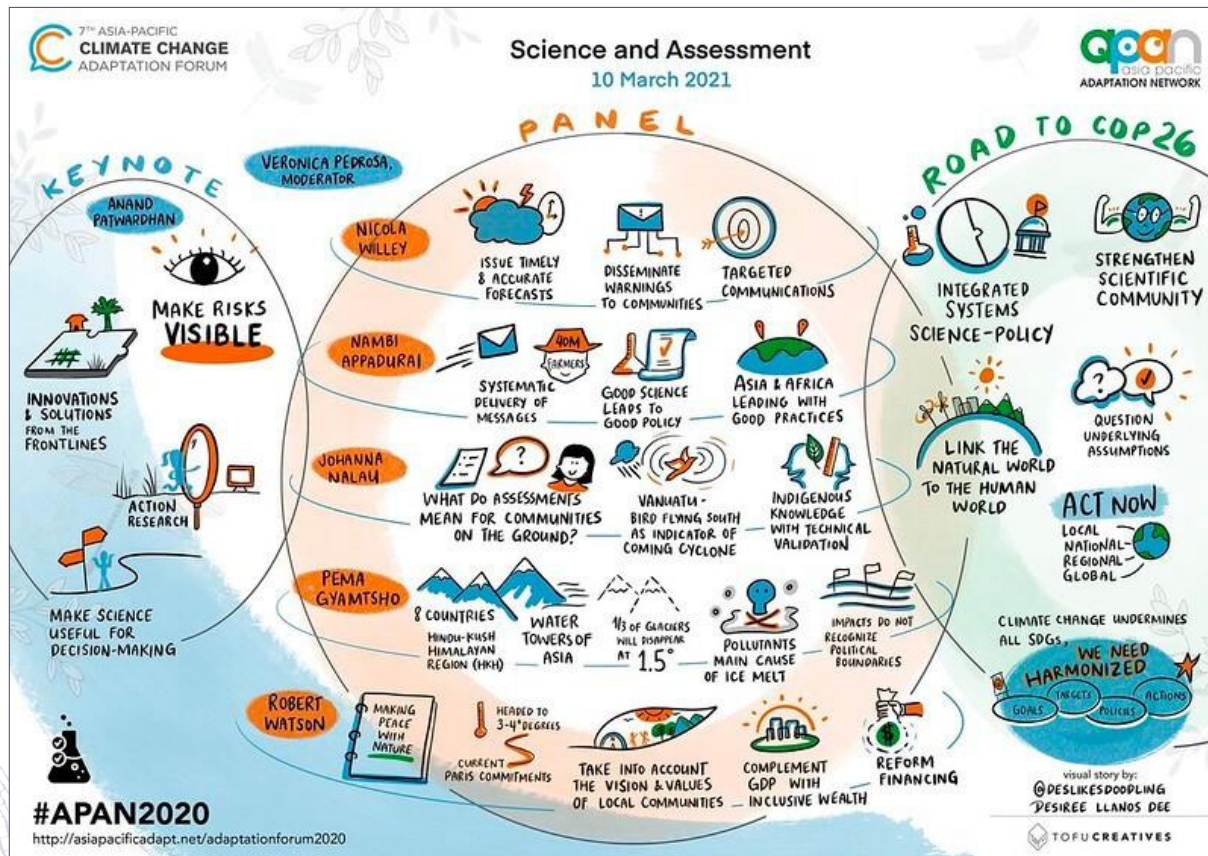 7TH ASIA-PACIFIC
CLIMATE CHANGE
ADAPTATION FORUM
Science and Assessment
10 March 2021
apan
asia pacific
ADAPTATION NETWORK
KEYNOTE
ANAND
PATWARDHAN
MAKE RISKS
VISIBLE
INNOVATIONS
& SOLUTIONS
FROM THE
FRONTLINES
ACTION
RESEARCH
MAKE SCIENCE
USEFUL FOR
DECISION-MAKING
VERONICA PEDROSA,
MODERATOR
PANEL
NICOLA
WILLEY
ISSUE TIMELY
& ACCURATE
FORECASTS
DISSEMINATE
WARNINGS
TO COMMUNITIES
TARGETED
COMMUNICATIONS
NAMBI
APPADURAI
SYSTEMATIC
DELIVERY OF
MESSAGES
40M
FARMERS
GOOD SCIENCE
LEADS TO
GOOD POLICY
ASIA & AFRICA
LEADING WITH
GOOD PRACTICES
JOHANNA
NALAU
?
WHAT DO ASSESSMENTS
MEAN FOR COMMUNITIES
ON THE GROUND?
VANUATU -
BIRD FLYING SOUTH
AS INDICATOR OF
COMING CYCLONE
INDIGENOUS
KNOWLEDGE
WITH TECHNICAL
VALIDATION
PEMA
GYAMTSHO
8 COUNTRIES
HINDU-KUSH
HIMALAYAN
REGION (HKH)
WATER
TOWERS OF
ASIA
1/3 OF GLACIERS
WILL DISAPPEAR
AT 1.5°
POLLUTANTS
MAIN CAUSE
OF ICE MELT
IMPACTS DO NOT
RECOGNIZE
POLITICAL
BOUNDARIES
ROBERT
WATSON
MAKING
PEACE
WITH
NATURE
HEADED TO
3-4° DEGREES
CURRENT
PARIS COMMITMENTS
TAKE INTO ACCOUNT
THE VISION & VALUES
OF LOCAL COMMUNITIES
COMPLEMENT
GDP WITH
INCLUSIVE WEALTH
$
REFORM
FINANCING
ROAD TO COP26
INTEGRATED
SYSTEMS
SCIENCE-POLICY
STRENGTHEN
SCIENTIFIC
COMMUNITY
LINK THE
NATURAL WORLD
TO THE HUMAN
WORLD
?
QUESTION
UNDERLYING
ASSUMPTIONS
ACT NOW
LOCAL
NATIONAL-
REGIONAL
GLOBAL
CLIMATE CHANGE UNDERMINES
ALL SDGs,
WE NEED
HARMONIZED
GOALS
TARGETS
POLICIES
ACTIONS
#APAN2020
http://asiapacificadapt.net/adaptationforum2020
visual story by:
@DESLIKESDOODLING
DESIREE LLANOS DEE
TOFU CREATIVES